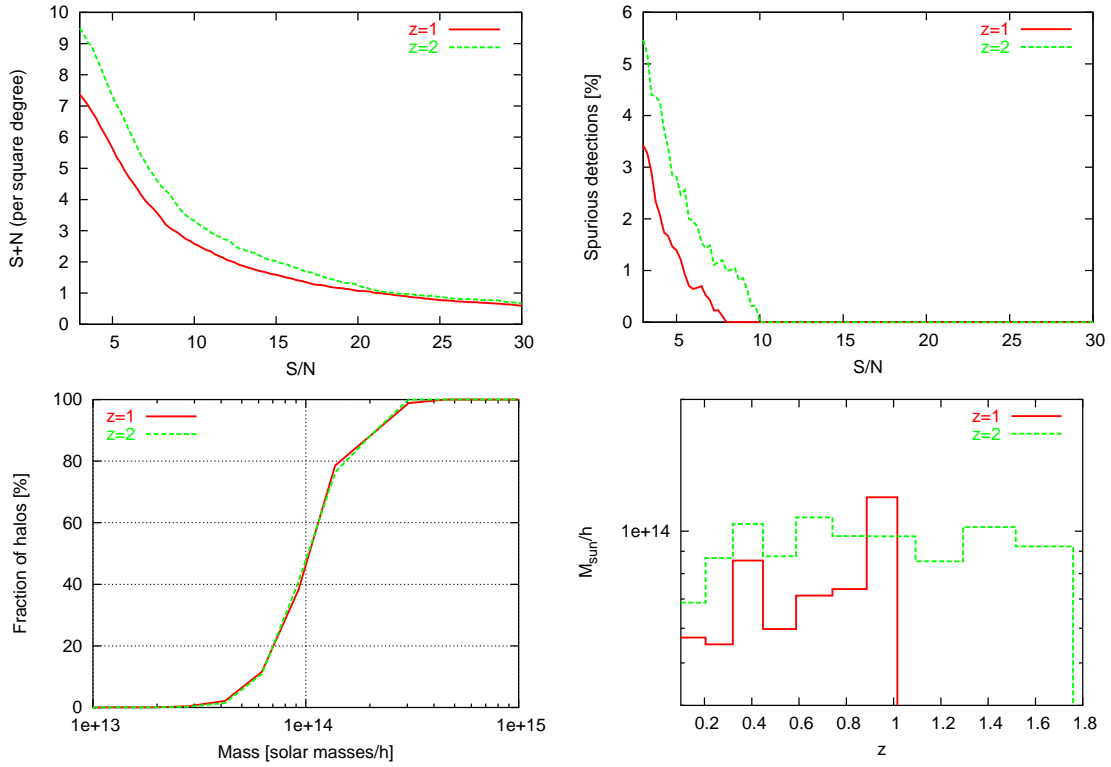 10
9
8
7
6
5
4
3
2
1
0
S+N (per square degree)
z=1
z=2
5
10
15
20
25
30
S/N
6
5
4
3
2
1
0
Spurious detections [%]
z=1
z=2
5
10
15
20
25
30
S/N
100
80
60
40
20
0
Fraction of halos [%]
z=1
z=2
1e+13
1e+14
1e+15
Mass [solar masses/h]
1e+14
M_sun/h
z=1
z=2
0.2
0.4
0.6
0.8
1
1.2
1.4
1.6
1.8
z